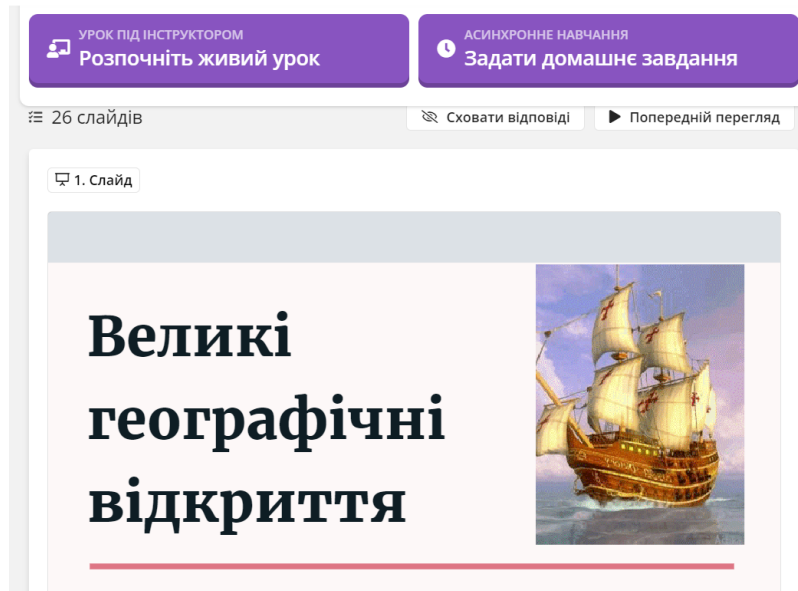 УРОК ПІД ІНСТРУКТОРОМ
Розпочніть живий урок
АСИНХРОННЕ НАВЧАННЯ
Задати домашнє завдання
26 слайдів
Сховати відповіді
Попередній перегляд
1. Слайд
Великі
географічні
відкриття